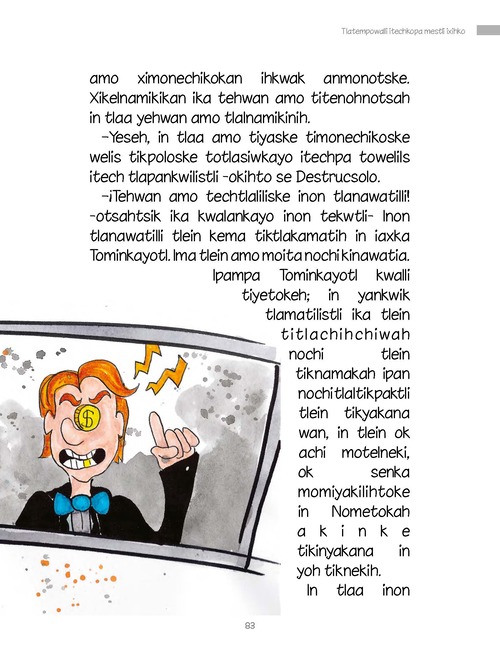 Tlatempowalli itechkopa mestli ixihko
amo ximonechikokan ihkwak anmonotske.
Xikelnamikikan ika tehwan amo titenohnotsah
in tlaa yehwan amo tlalnamikinih.
–Yeseh, in tlaa amo tiyaske timonechikoske
welis tikpoloske totlasiwkayo itechpa towelils
itech tlapankwilistli -okihto se Destrucsolo.
–¡Tehwan amo techtlaliliske inon tlanawatilli!
-otsahtsik ika kwalankayo inon tekwtli- Inon
tlanawatilli tlein kema tiktlakamatih in iaxka
Tominkayotl. Ima tlein amo moita nochi kinawatia.
Ipampa Tominkayotl kwalli
tiyetokeh; in yankwik
tlamatilistli ika tlein
titlachihchiwah
nochi tlein
tiknamakah ipan
nochi tlaltikpaktli
tlein tikyakana
wan, in tlein ok
achi motelneki,
ok senka
momiyakilihtoke
in Nometokah
akinke
tikinyakana in
yoh tiknekih.
In tlaa inon
83